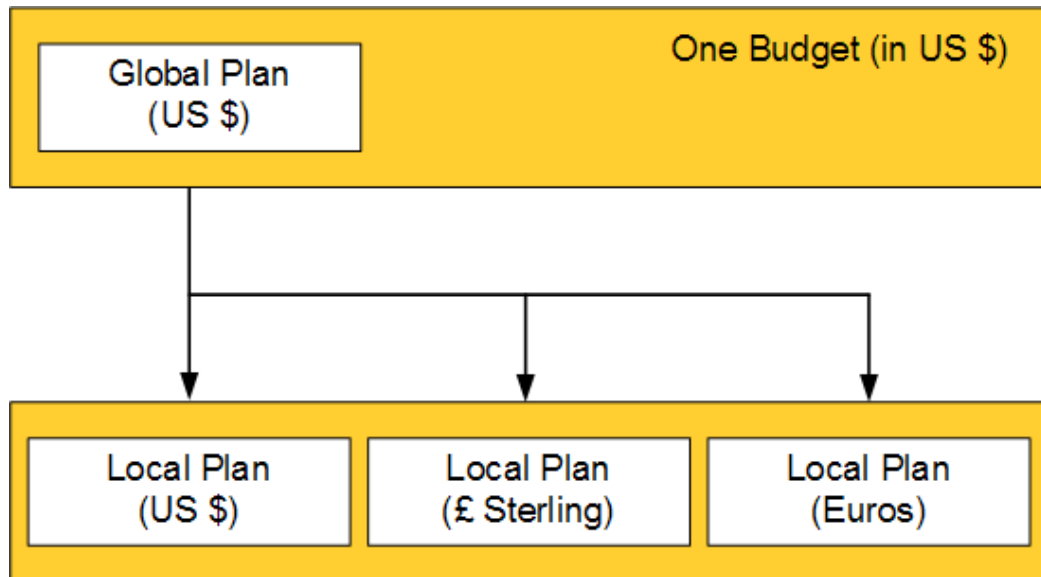 Global Plan
(US $)
One Budget (in US $)
Local Plan
(US $)
Local Plan
(£ Sterling)
Local Plan
(Euros)